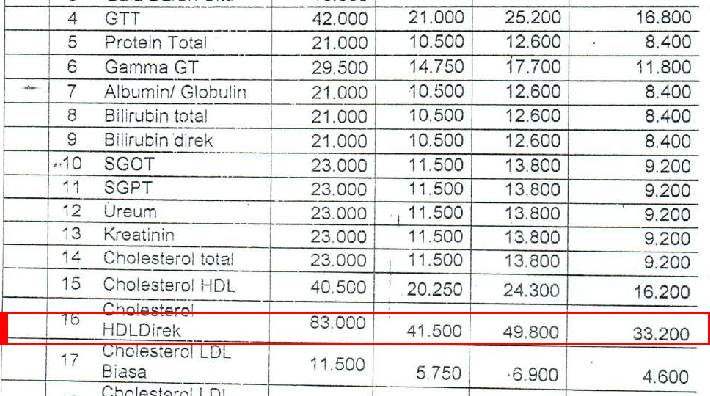 4 GTT 42.000 21.000 25.200 16.800
5 Protein Total 21.000 10.500 12.600 8.400
6 Gamma GT 29.500 14.750 17.700 11.800
7 Albumin/ Globulin 21.000 10.500 12.600 8.400
8 Bilirubin total 21.000 10.500 12.600 8.400
9 Bilirubin direk 21.000 10.500 12.600 8.400
10 SGOT 23.000 11.500 13.800 9.200
11 SGPT 23.000 11.500 13.800 9.200
12 Ureum 23.000 11.500 13.800 9.200
13 Kreatinin 23.000 11.500 13.800 9.200
14 Cholesterol total 23.000 11.500 13.800 9.200
15 Cholesterol HDL 40.500 20.250 24.300 16.200
16 Cholesterol
HDLDirek 83.000 41.500 49.800 33.200
17 Cholesterol LDL
Biasa 11.500 5.750 6.900 4.600
Cholesterol LDL